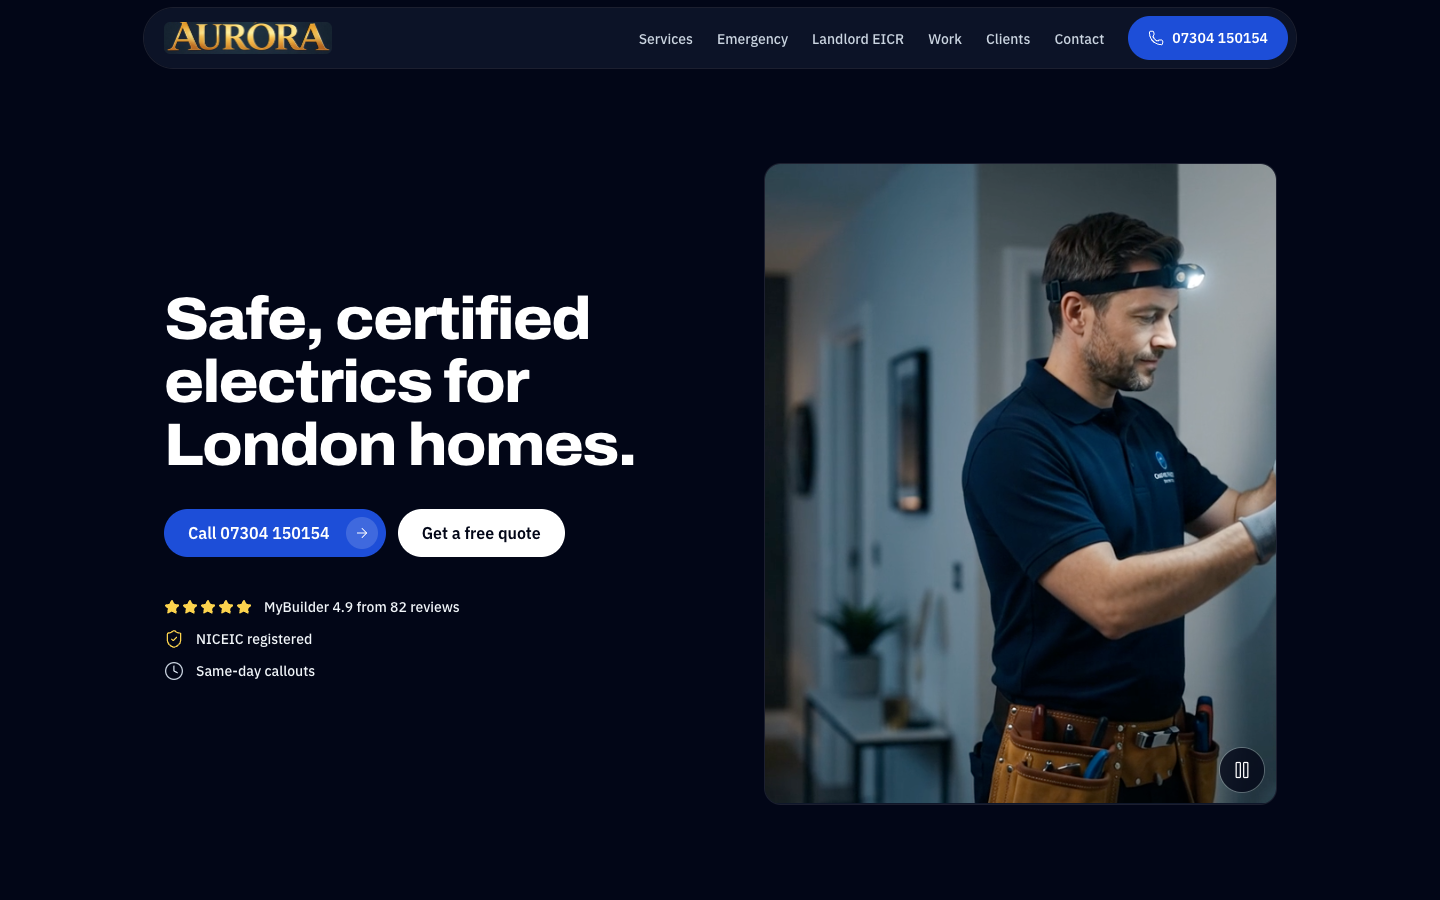 AURORA
Services
Emergency
Landlord EICR
Work
Clients
Contact
07304 150154
Safe, certified
electrics for
London homes.
Call 07304 150154
Get a free quote
MyBuilder 4.9 from 82 reviews
NICEIC registered
Same-day callouts